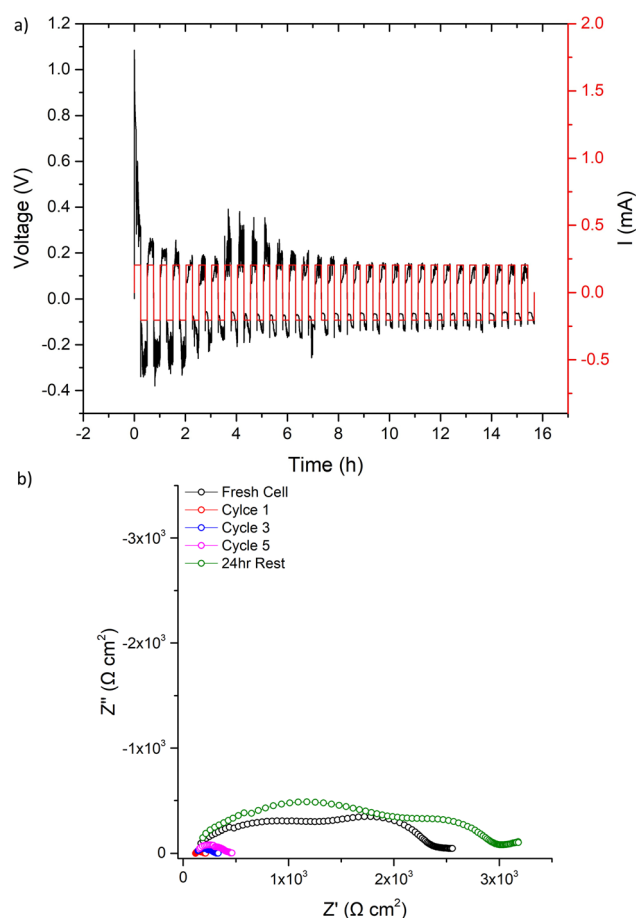 a)
1.2
1.0
0.8
0.6
0.4
0.2
0.0
-0.2
-0.4
Voltage (V)
2.0
1.5
1.0
0.5
0.0
-0.5
I (mA)
-2 0 2 4 6 8 10 12 14 16
Time (h)
b)
Fresh Cell
Cylce 1
Cycle 3
Cycle 5
24hr Rest
-3x10³
-2x10³
-1x10³
0
Z'' (Ω cm²)
0 1x10³ 2x10³ 3x10³
Z' (Ω cm²)